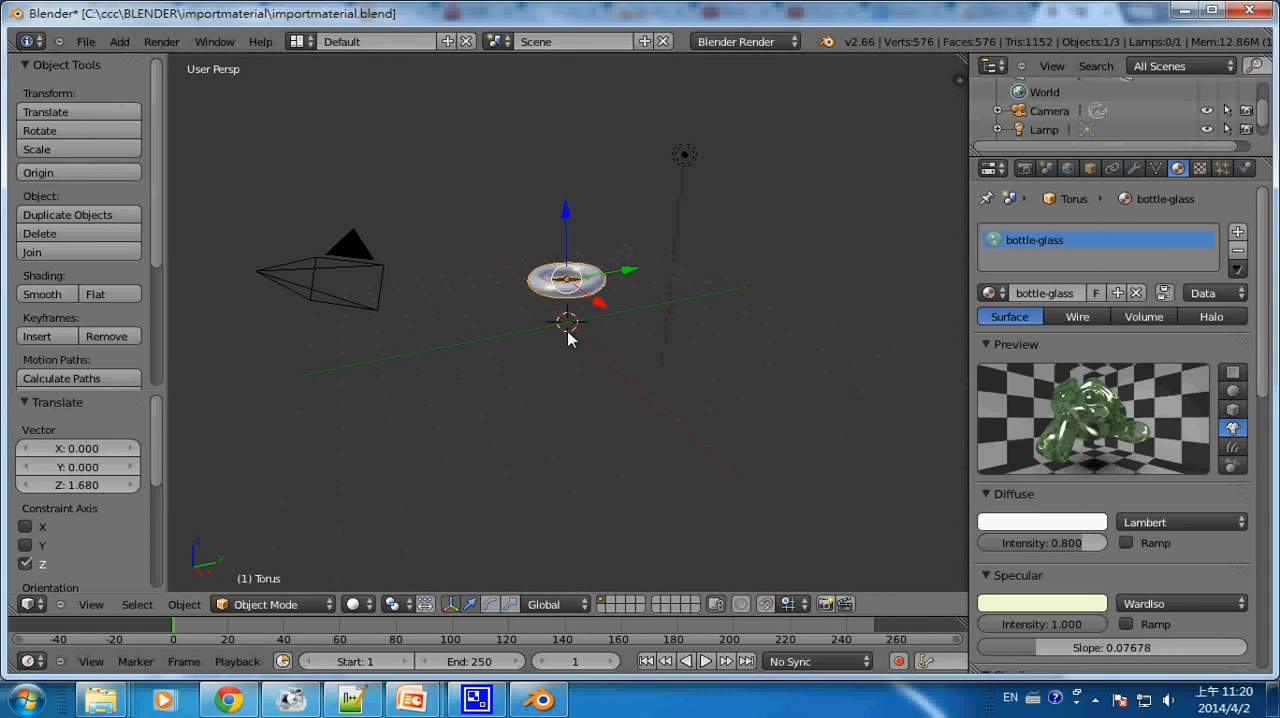 Blender* [C:\ccc\BLENDER\importmaterial\importmaterial.blend]
File Add Render Window Help Default Scene Blender Render v2.66 | Verts:576 | Faces:576 | Tris:1152 | Objects:1/3 | Lamps:0/1 | Mem:12.86M (1
Object Tools
Transform:
Translate
Rotate
Scale
Origin
Object:
Duplicate Objects
Delete
Join
Shading:
Smooth Flat
Keyframes:
Insert Remove
Motion Paths:
Calculate Paths
Translate
Vector
X: 0.000
Y: 0.000
Z: 1.680
Constraint Axis
X
Y
Z
Orientation
User Persp
z
y
(1) Torus
View Select Object Object Mode Global
-40 -20 0 20 40 60 80 100 120 140 160 180 200 220 240 260
View Marker Frame Playback Start: 1 End: 250 1 No Sync
View Search All Scenes
World
Camera
Lamp
Torus bottle-glass
bottle-glass
bottle-glass F Data
Surface Wire Volume Halo
Preview
Diffuse
Lambert
Intensity: 0.800 Ramp
Specular
WardIso
Intensity: 1.000 Ramp
Slope: 0.07678
EN
上午 11:20
2014/4/2